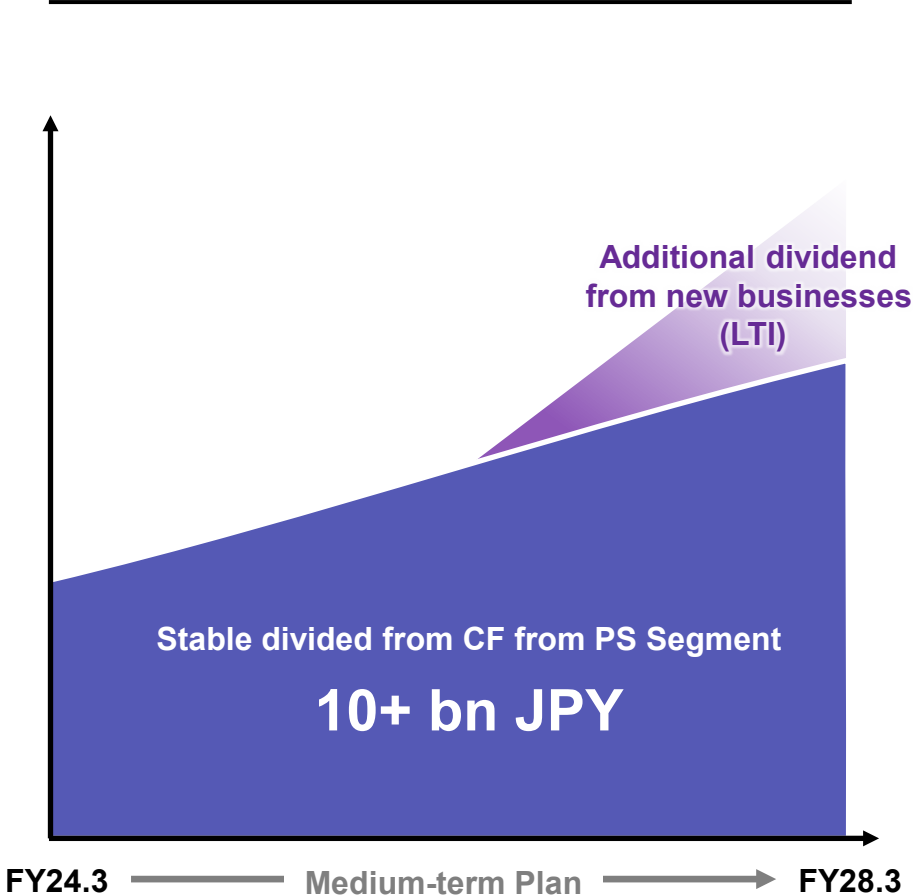 Additional dividend
from new businesses
(LTI)
Stable divided from CF from PS Segment
10+ bn JPY
FY24.3 Medium-term Plan FY28.3